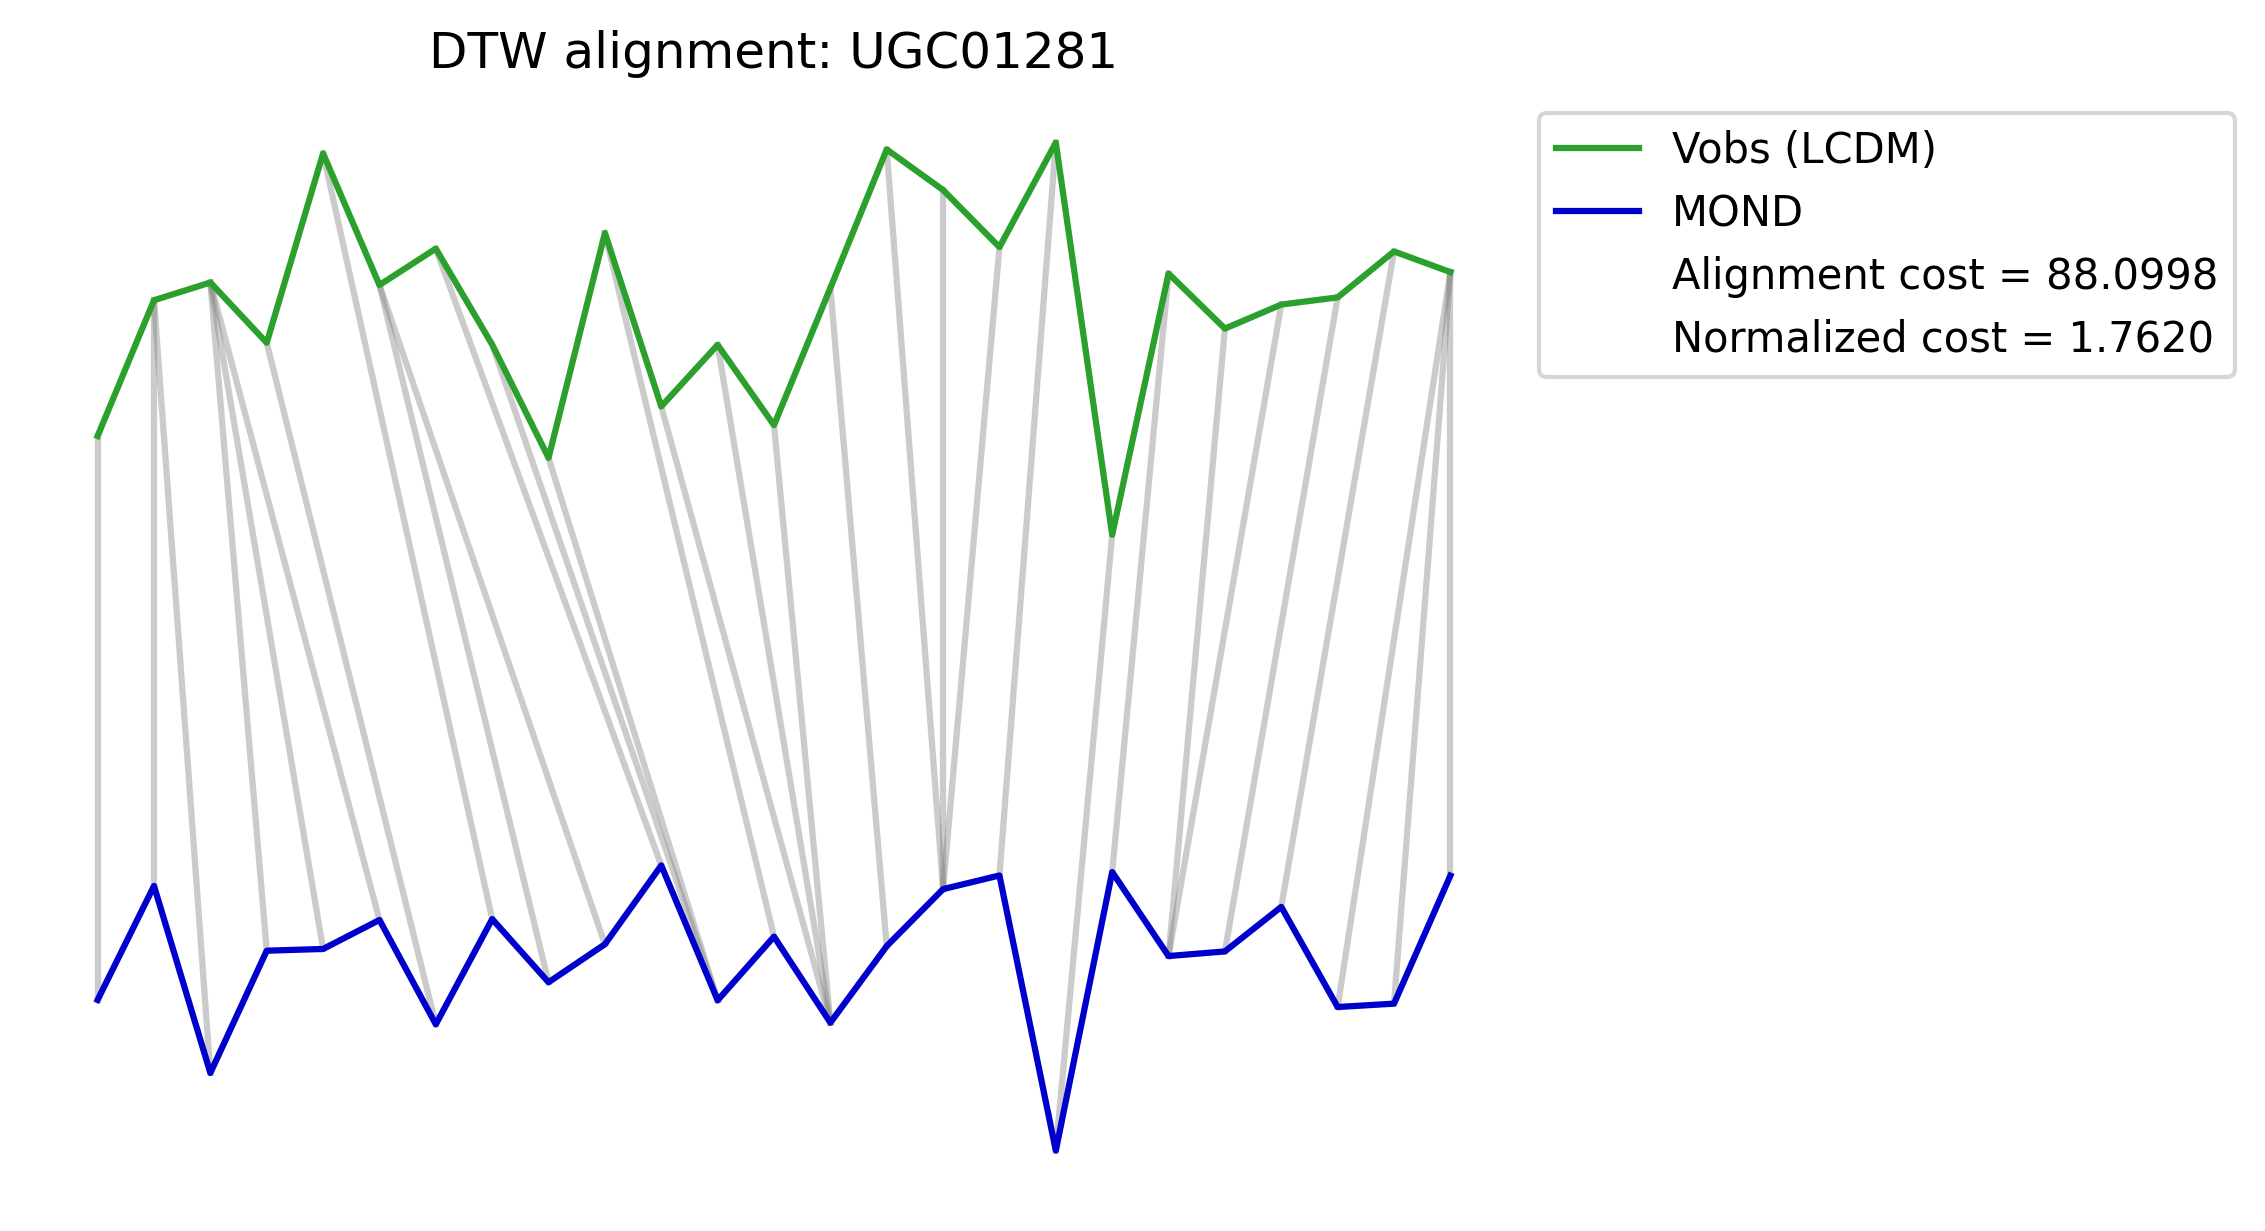 DTW alignment: UGC01281
Vobs (LCDM)
MOND
Alignment cost = 88.0998
Normalized cost = 1.7620